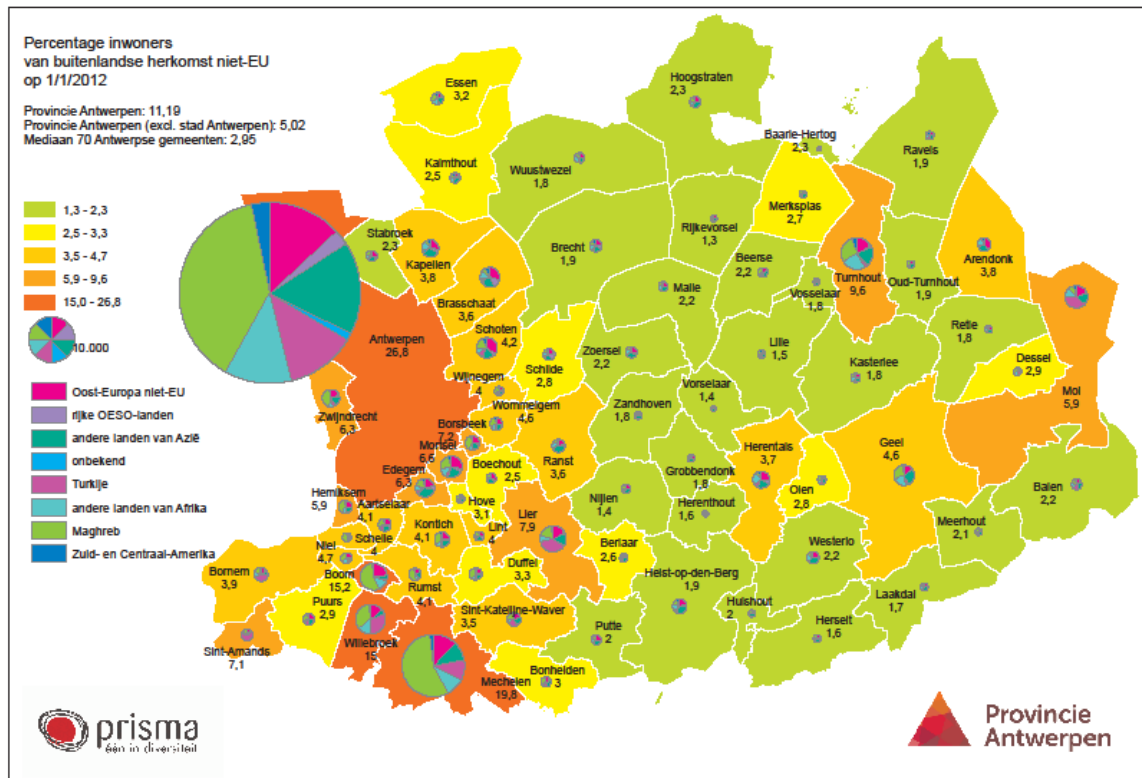 Percentage inwoners
van buitenlandse herkomst niet-EU
op 1/1/2012
Provincie Antwerpen: 11,19
Provincie Antwerpen (excl. stad Antwerpen): 5,02
Mediaan 70 Antwerpse gemeenten: 2,95
1,3 - 2,3
2,5 - 3,3
3,5 - 4,7
5,9 - 9,6
15,0 - 26,8
10.000
Oost-Europa niet-EU
rijke OESO-landen
andere landen van Azië
onbekend
Turkije
andere landen van Afrika
Maghreb
Zuid- en Centraal-Amerika
Essen
3,2
Hoogstraten
2,3
Baarle-Hertog
2,3
Ravels
1,9
Kalmthout
2,5
Wuustwezel
1,8
Merksplas
2,7
Rijkevorsel
1,3
Stabroek
2,3
Kapellen
3,8
Brecht
1,9
Beerse
2,2
Turnhout
9,6
Oud-Turnhout
1,9
Arendonk
3,8
Brasschaat
3,6
Malle
2,2
Vosselaar
1,8
Antwerpen
26,8
Schoten
4,2
Schilde
2,8
Zoersel
2,2
Lille
1,5
Kasterlee
1,8
Retie
1,8
Dessel
2,9
Mol
5,9
Wijnegem
4
Vorselaar
1,4
Zwijndrecht
6,3
Wommelgem
4,6
Zandhoven
1,8
Borsbeek
7,2
Mortsel
6,6
Ranst
3,6
Herentals
3,7
Geel
4,6
Edegem
6,3
Boechout
2,5
Grobbendonk
1,8
Olen
2,8
Balen
2,2
Hemiksem
5,9
Aartselaar
4,1
Hove
3,1
Nijlen
1,4
Herenthout
1,6
Meerhout
2,1
Kontich
4,1
Lint
4
Lier
7,9
Schelle
4
Niel
4,7
Berlaar
2,6
Westerlo
2,2
Bornem
3,9
Boom
15,2
Rumst
4,1
Duffel
3,3
Heist-op-den-Berg
1,9
Laakdal
1,7
Puurs
2,9
Sint-Katelijne-Waver
3,5
Hulshout
2
Herselt
1,6
Putte
2
Sint-Amands
7,1
Willebroek
15
Mechelen
19,8
Bonheiden
3
prisma
één in diversiteit
Provincie
Antwerpen